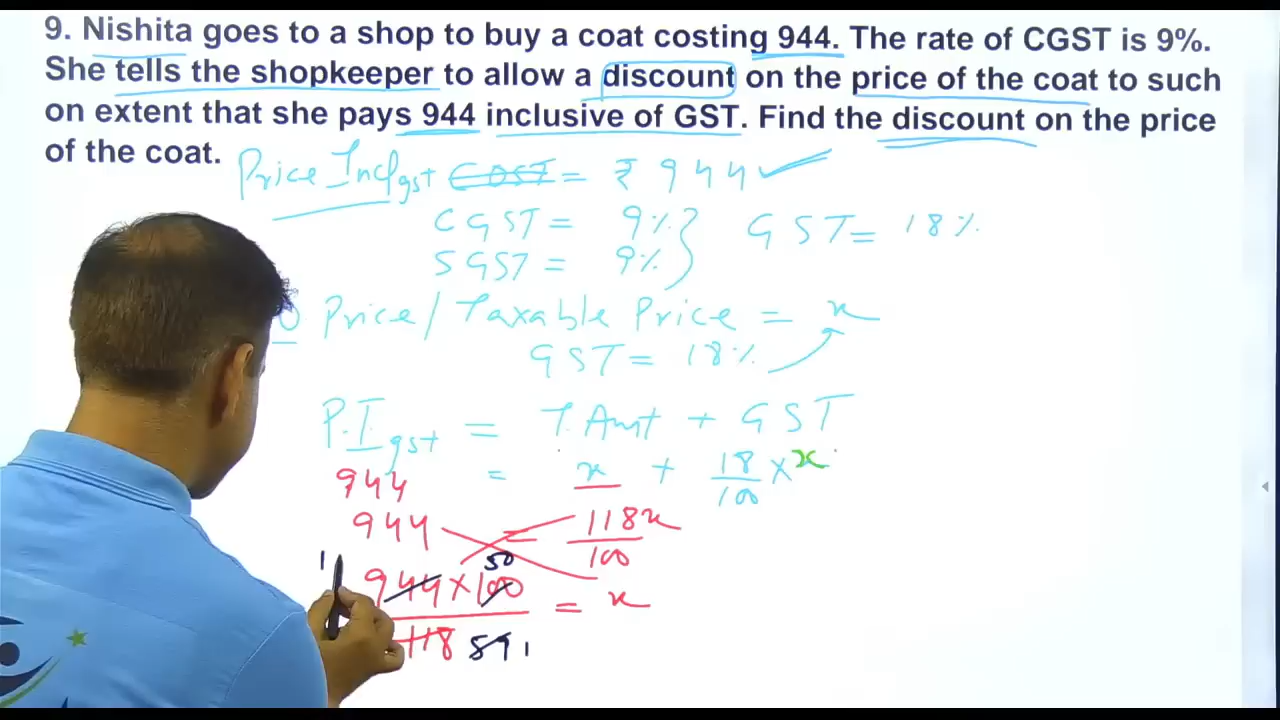 9. Nishita goes to a shop to buy a coat costing 944. The rate of CGST is 9%.
She tells the shopkeeper to allow a discount on the price of the coat to such
on extent that she pays 944 inclusive of GST. Find the discount on the price
of the coat.
Price Incl gst COST = ₹ 944
CGST = 9%
GST = 18%
SGST = 9%
Price/Taxable Price = x
GST = 18%
P.I gst = T.Amt + GST
944 = x + 18/100 × x
944 = 118x/100
50
1
944 × 100 / 118 = x
59 1